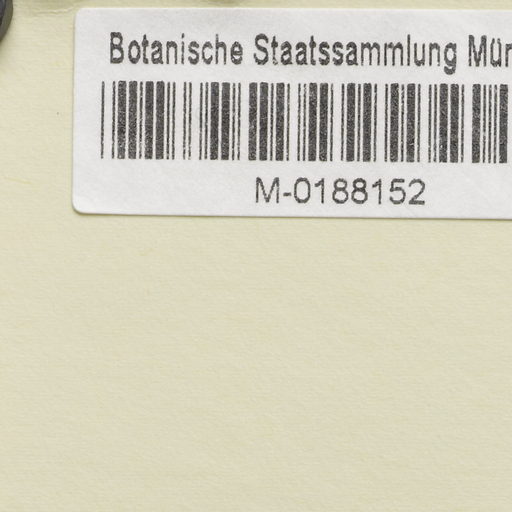 Botanische Staatssammlung Mün
M-0188152